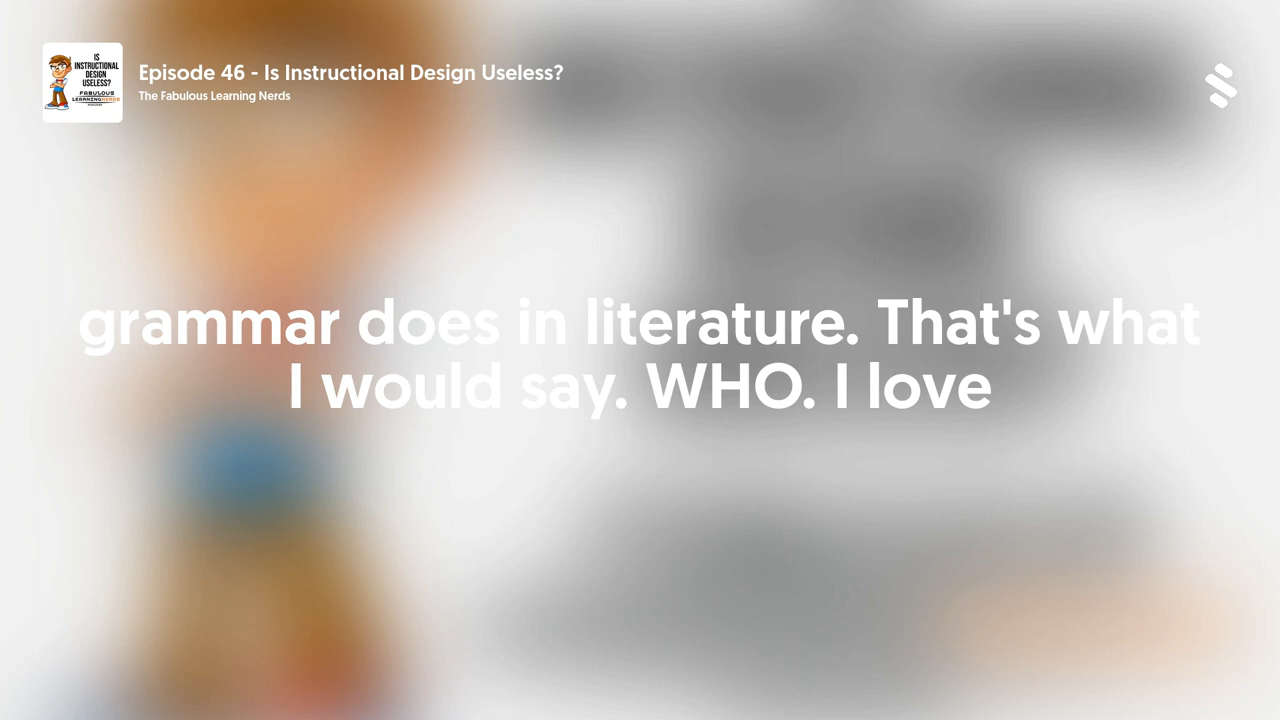 IS
INSTRUCTIONAL
DESIGN
USELESS?
FABULOUS
LEARNINGNERDS
Episode 46 - Is Instructional Design Useless?
The Fabulous Learning Nerds
grammar does in literature. That's what
I would say. WHO. I love